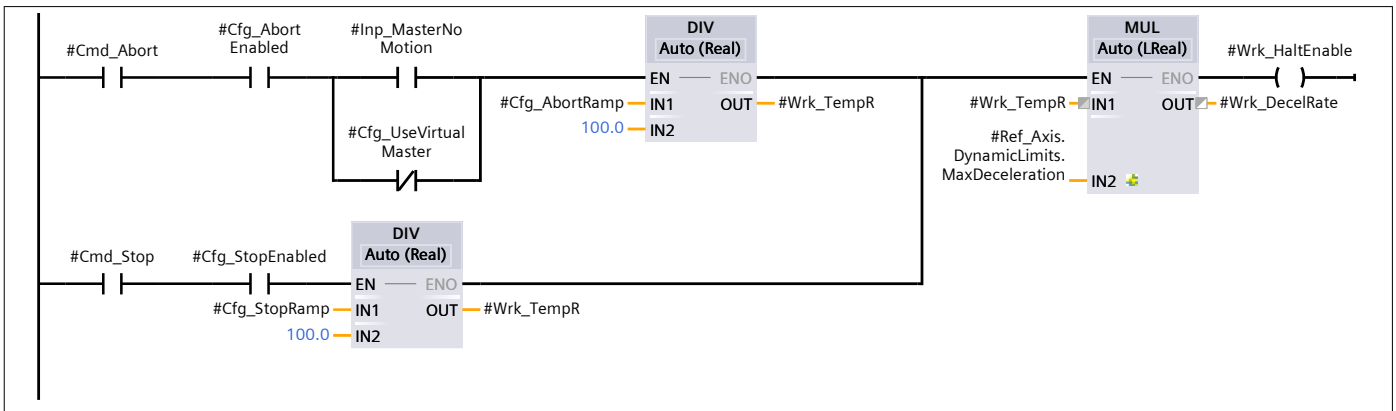 #Cmd_Abort
#Cfg_Abort
Enabled
#Inp_MasterNo
Motion
#Cfg_UseVirtual
Master
DIV
Auto (Real)
EN
ENO
#Cfg_AbortRamp
IN1
OUT
#Wrk_TempR
100.0
IN2
MUL
Auto (LReal)
EN
ENO
#Wrk_TempR
IN1
OUT
#Wrk_DecelRate
#Ref_Axis.
DynamicLimits.
MaxDeceleration
IN2
#Wrk_HaltEnable
#Cmd_Stop
#Cfg_StopEnabled
DIV
Auto (Real)
EN
ENO
#Cfg_StopRamp
IN1
OUT
#Wrk_TempR
100.0
IN2